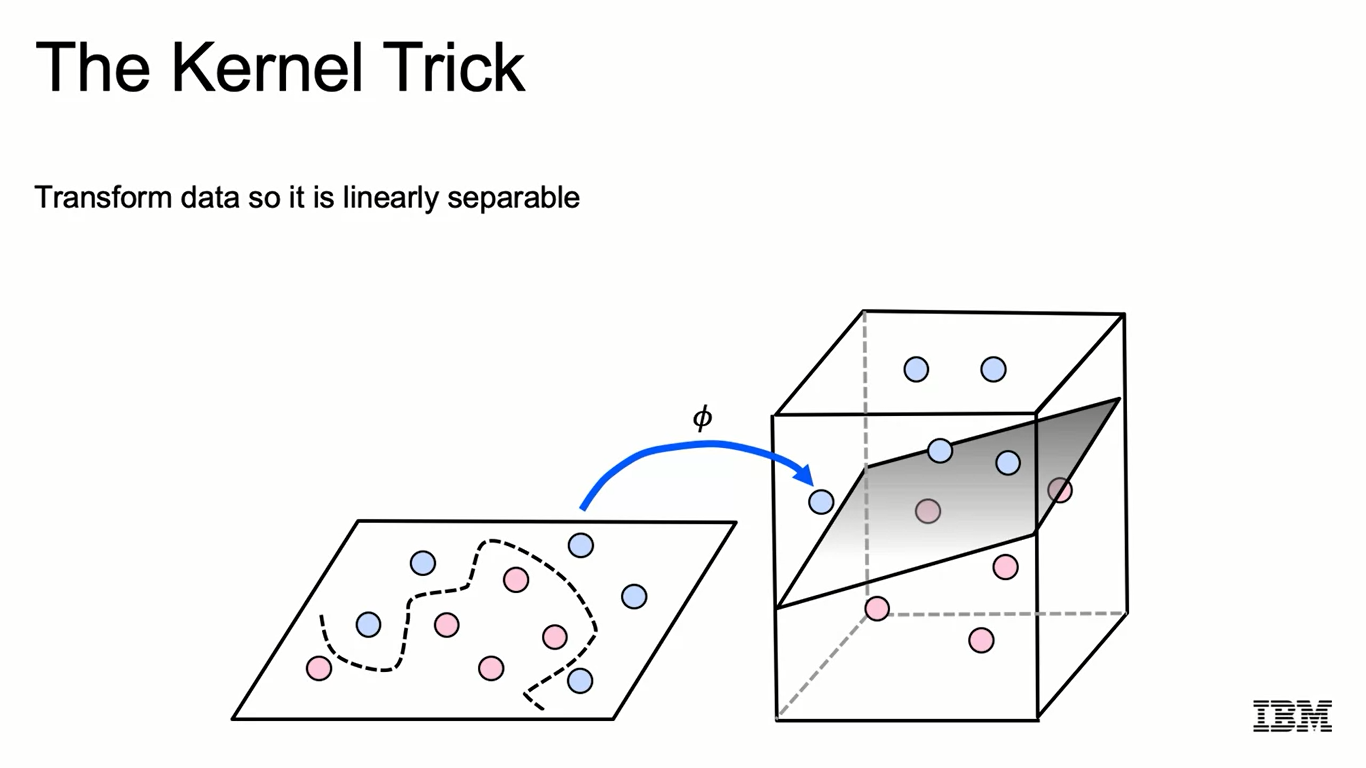 The Kernel Trick
Transform data so it is linearly separable
ϕ
IBM